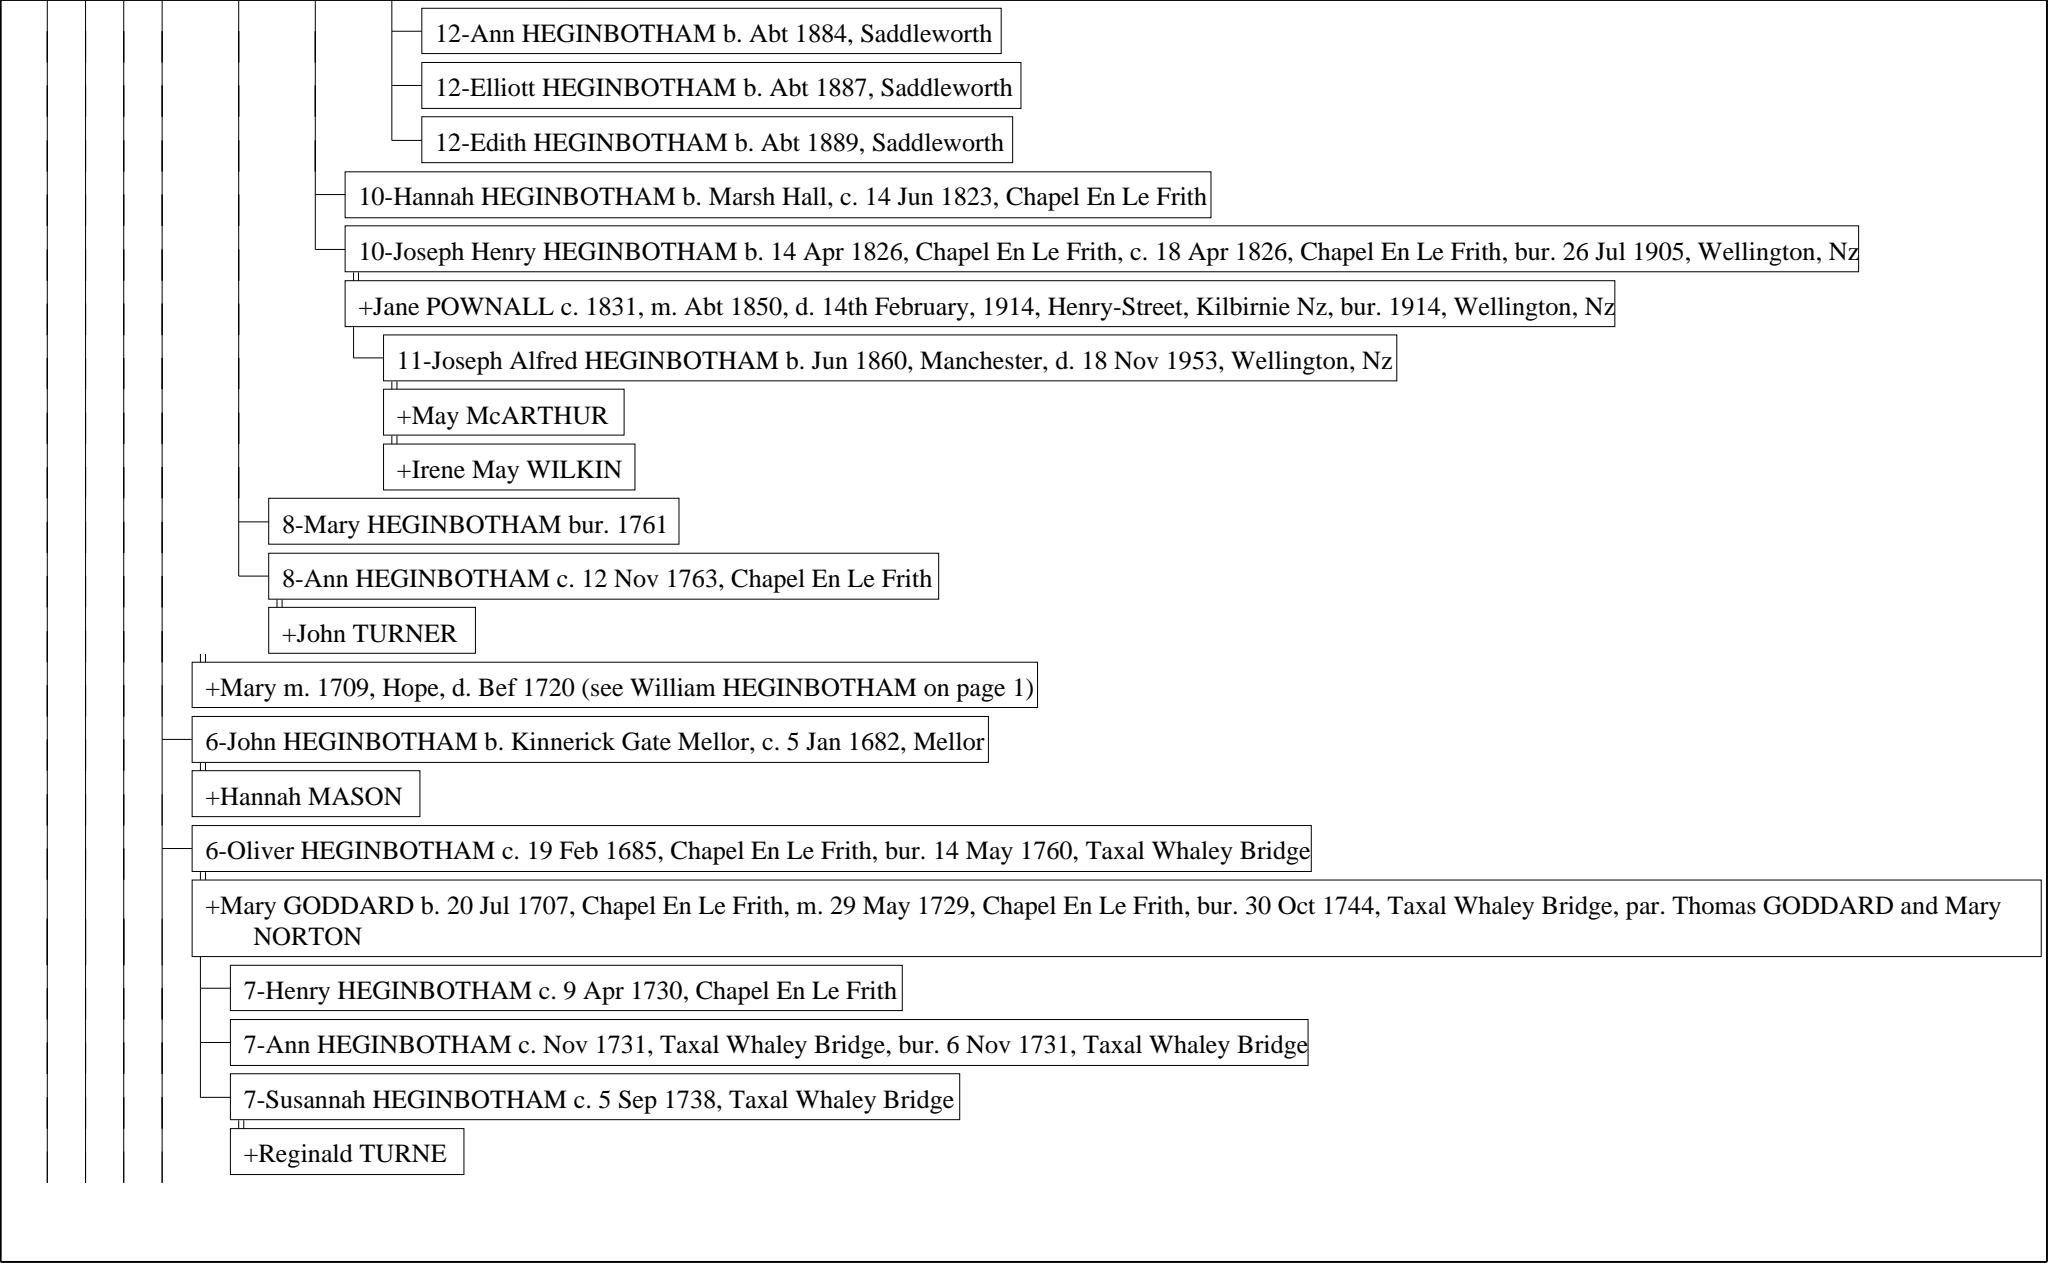 12-Ann HEGINBOTHAM b. Abt 1884, Saddleworth
12-Elliott HEGINBOTHAM b. Abt 1887, Saddleworth
12-Edith HEGINBOTHAM b. Abt 1889, Saddleworth
10-Hannah HEGINBOTHAM b. Marsh Hall, c. 14 Jun 1823, Chapel En Le Frith
10-Joseph Henry HEGINBOTHAM b. 14 Apr 1826, Chapel En Le Frith, c. 18 Apr 1826, Chapel En Le Frith, bur. 26 Jul 1905, Wellington, Nz
+Jane POWNALL c. 1831, m. Abt 1850, d. 14th February, 1914, Henry-Street, Kilbirnie Nz, bur. 1914, Wellington, Nz
11-Joseph Alfred HEGINBOTHAM b. Jun 1860, Manchester, d. 18 Nov 1953, Wellington, Nz
+May McARTHUR
+Irene May WILKIN
8-Mary HEGINBOTHAM bur. 1761
8-Ann HEGINBOTHAM c. 12 Nov 1763, Chapel En Le Frith
+John TURNER
+Mary m. 1709, Hope, d. Bef 1720 (see William HEGINBOTHAM on page 1)
6-John HEGINBOTHAM b. Kinnerick Gate Mellor, c. 5 Jan 1682, Mellor
+Hannah MASON
6-Oliver HEGINBOTHAM c. 19 Feb 1685, Chapel En Le Frith, bur. 14 May 1760, Taxal Whaley Bridge
+Mary GODDARD b. 20 Jul 1707, Chapel En Le Frith, m. 29 May 1729, Chapel En Le Frith, bur. 30 Oct 1744, Taxal Whaley Bridge, par. Thomas GODDARD and Mary
NORTON
7-Henry HEGINBOTHAM c. 9 Apr 1730, Chapel En Le Frith
7-Ann HEGINBOTHAM c. Nov 1731, Taxal Whaley Bridge, bur. 6 Nov 1731, Taxal Whaley Bridge
7-Susannah HEGINBOTHAM c. 5 Sep 1738, Taxal Whaley Bridge
+Reginald TURNE